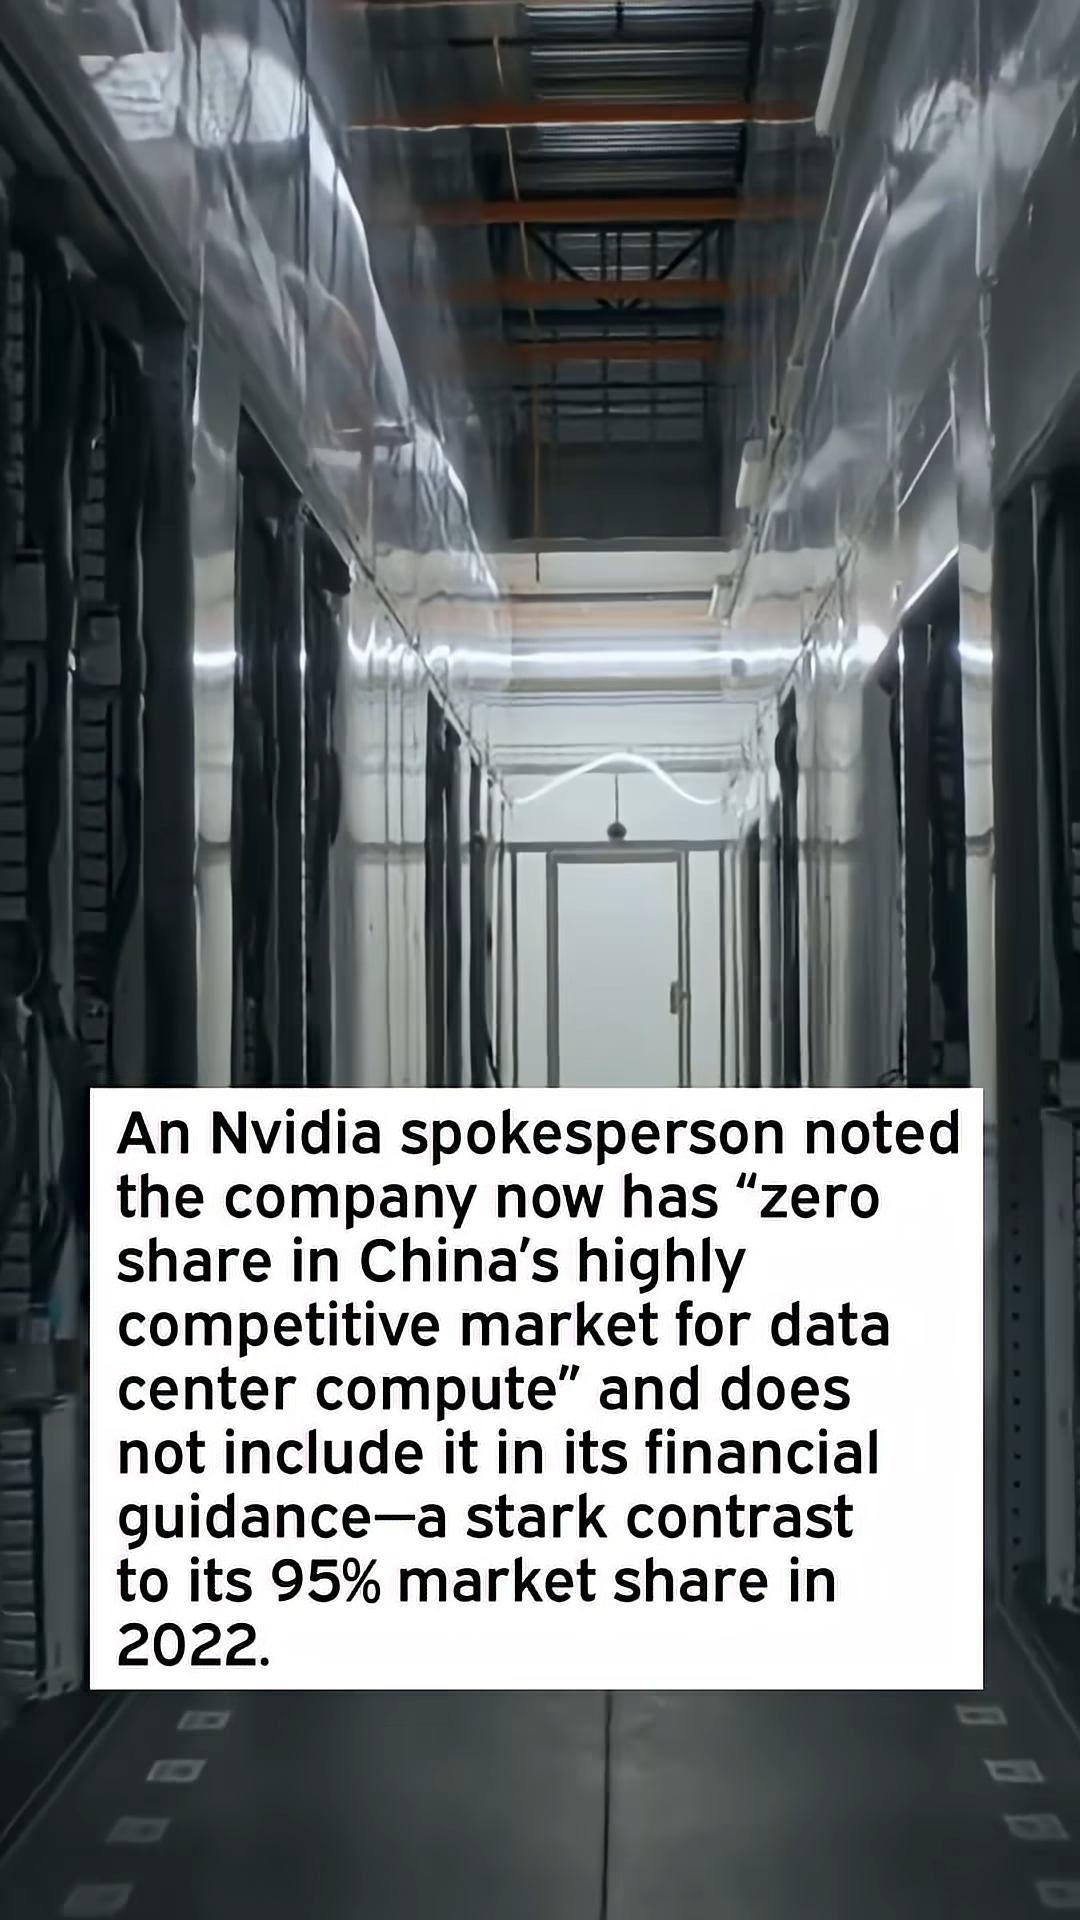 An Nvidia spokesperson noted
the company now has “zero
share in China’s highly
competitive market for data
center compute” and does
not include it in its financial
guidance—a stark contrast
to its 95% market share in
2022.